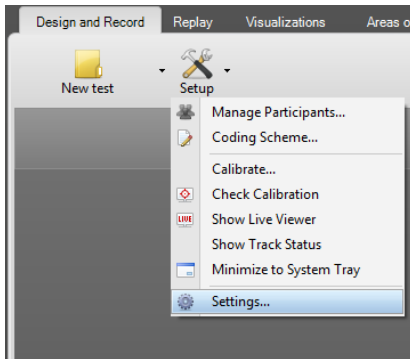 Design and Record Replay Visualizations Areas o
New test Setup
Manage Participants...
Coding Scheme...
Calibrate...
Check Calibration
LIVE Show Live Viewer
Show Track Status
Minimize to System Tray
Settings...